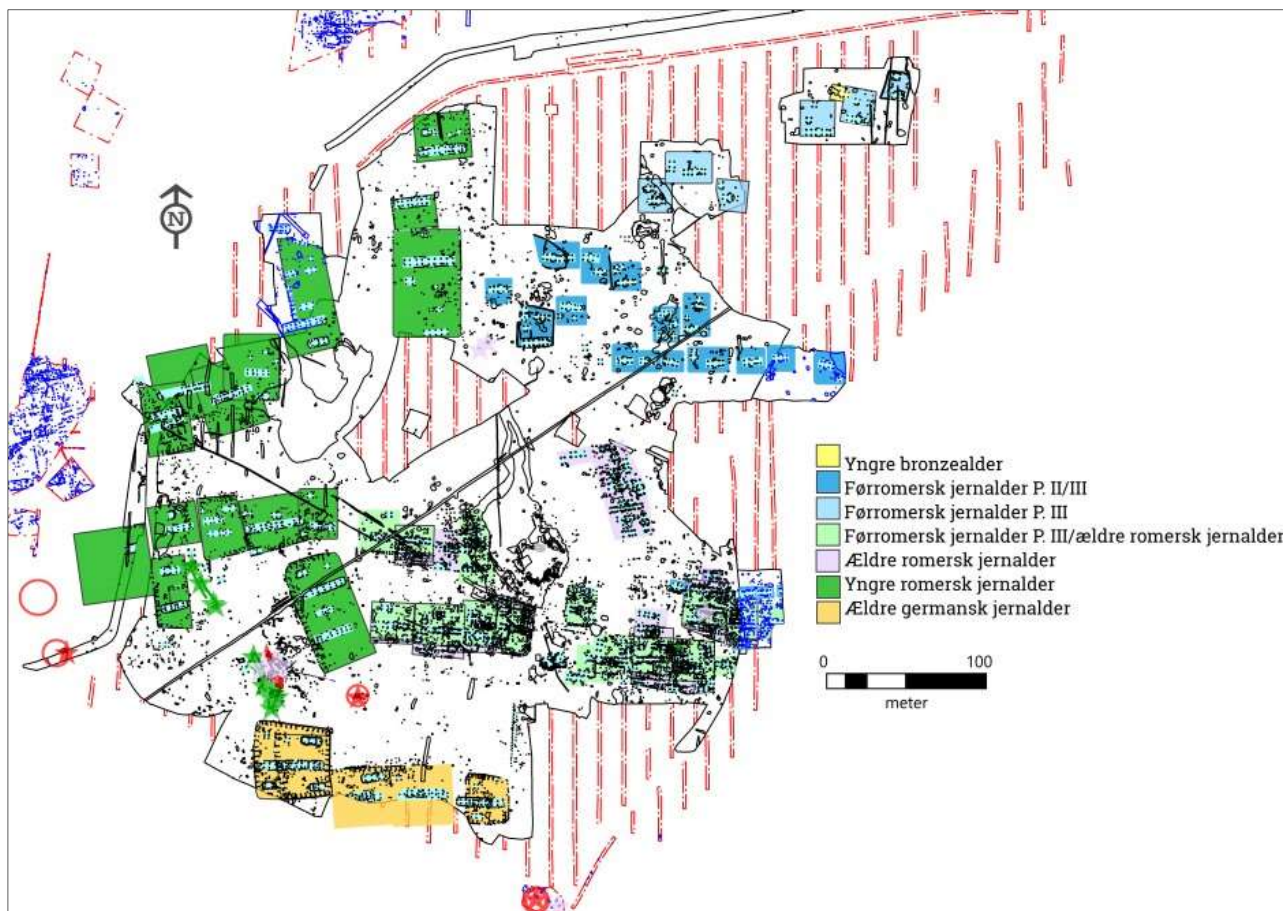 N
Yngre bronzealder
Førromersk jernalder P. II/III
Førromersk jernalder P. III
Førromersk jernalder P. III/ældre romersk jernalder
Ældre romersk jernalder
Yngre romersk jernalder
Ældre germansk jernalder
0 100
meter